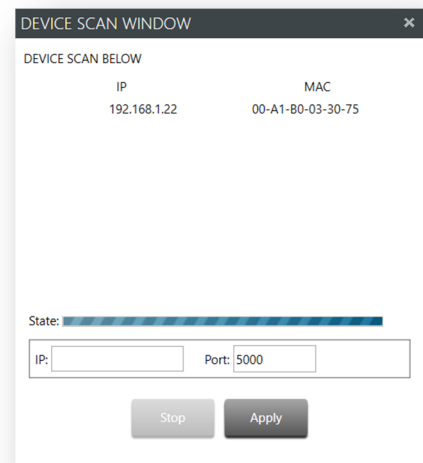 DEVICE SCAN WINDOW
DEVICE SCAN BELOW
IP MAC
192.168.1.22 00-A1-B0-03-30-75
State:
IP: Port: 5000
Stop Apply